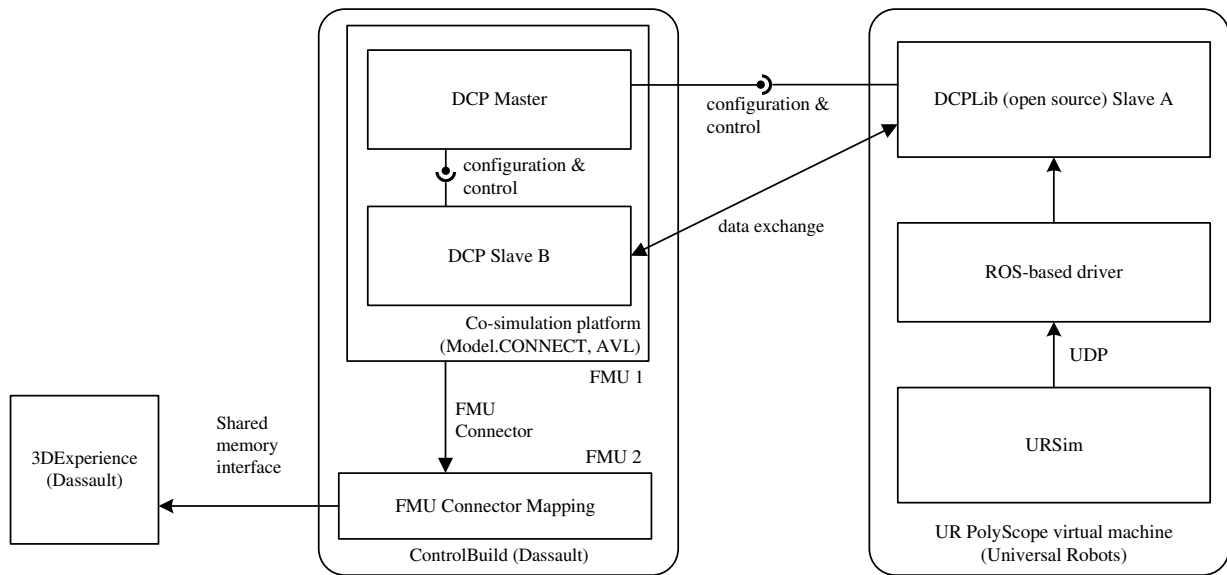 DCP Master
configuration &
control
DCP Slave B
Co-simulation platform
(Model.CONNECT, AVL)
FMU 1
FMU
Connector
FMU 2
FMU Connector Mapping
ControlBuild (Dassault)
Shared
memory
interface
3DExperience
(Dassault)
configuration &
control
data exchange
DCPLib (open source) Slave A
ROS-based driver
UDP
URSim
UR PolyScope virtual machine
(Universal Robots)